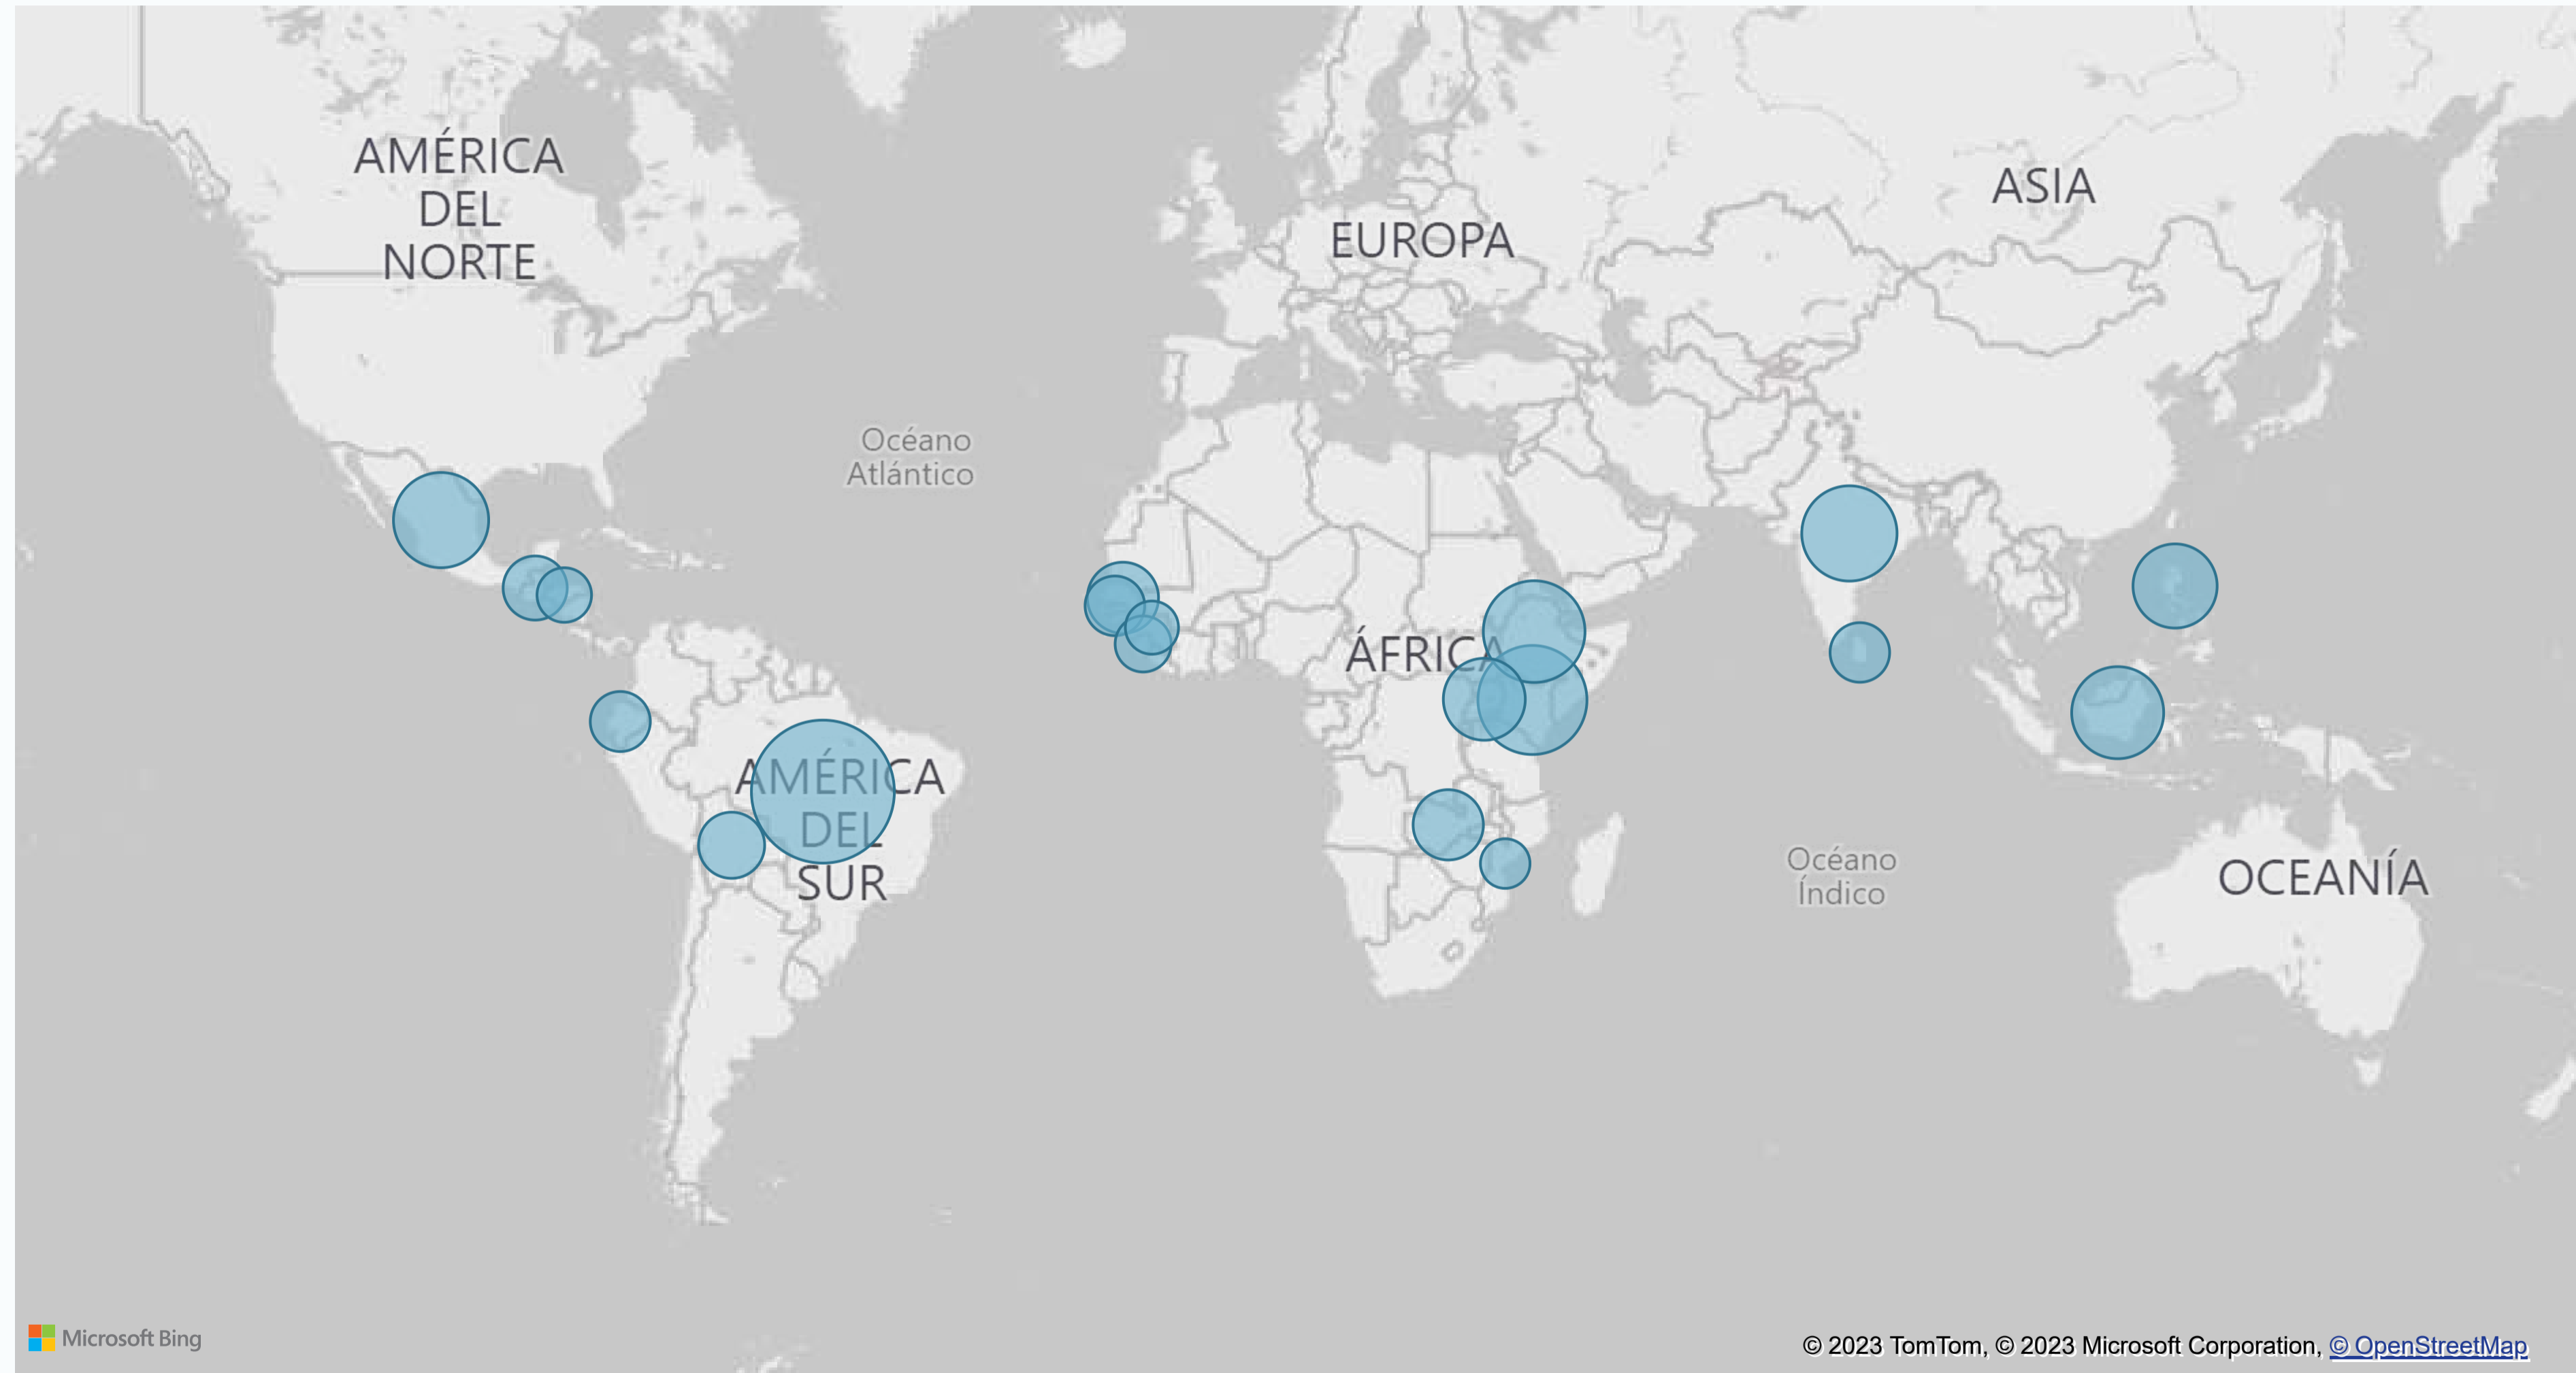 AMÉRICA
DEL
NORTE
ASIA
EUROPA
Océano
Atlántico
ÁFRICA
AMÉRICA
DEL
SUR
Océano
Índico
OCEANÍA
Microsoft Bing
© 2023 TomTom, © 2023 Microsoft Corporation, © OpenStreetMap